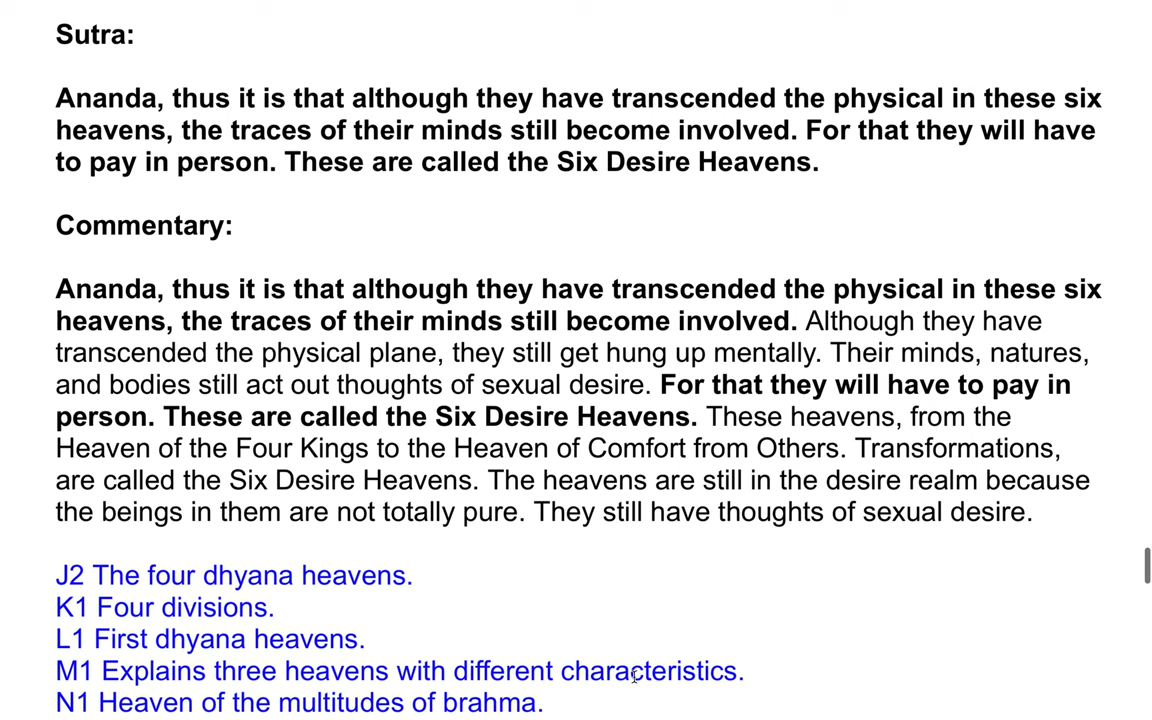 Sutra:
Ananda, thus it is that although they have transcended the physical in these six
heavens, the traces of their minds still become involved. For that they will have
to pay in person. These are called the Six Desire Heavens.
Commentary:
Ananda, thus it is that although they have transcended the physical in these six
heavens, the traces of their minds still become involved. Although they have
transcended the physical plane, they still get hung up mentally. Their minds, natures,
and bodies still act out thoughts of sexual desire. For that they will have to pay in
person. These are called the Six Desire Heavens. These heavens, from the
Heaven of the Four Kings to the Heaven of Comfort from Others. Transformations,
are called the Six Desire Heavens. The heavens are still in the desire realm because
the beings in them are not totally pure. They still have thoughts of sexual desire.
J2 The four dhyana heavens.
K1 Four divisions.
L1 First dhyana heavens.
M1 Explains three heavens with different characteristics.
N1 Heaven of the multitudes of brahma.